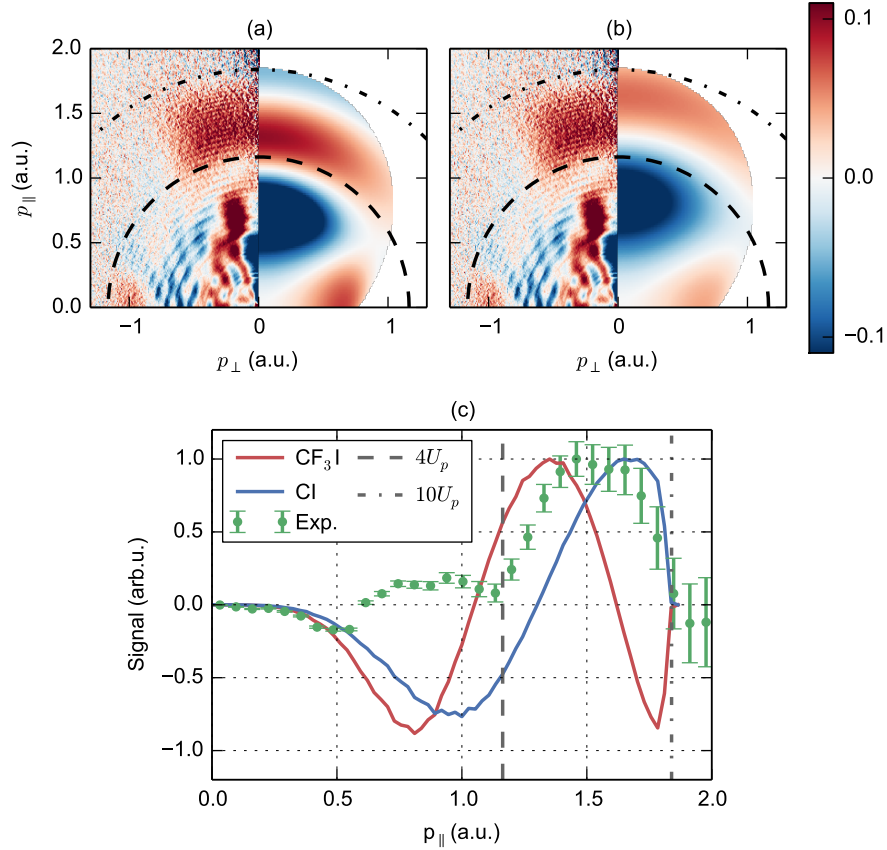 (a) (b)
0.1
0.0
−0.1
2.0
1.5
1.0
0.5
0.0
p∥ (a.u.)
−1 0 1
−1 0 1
p⊥ (a.u.) p⊥ (a.u.)
(c)
CF3I
CI
Exp.
4Up
10Up
1.0
0.5
0.0
−0.5
−1.0
Signal (arb.u.)
0.0 0.5 1.0 1.5 2.0
p∥ (a.u.)